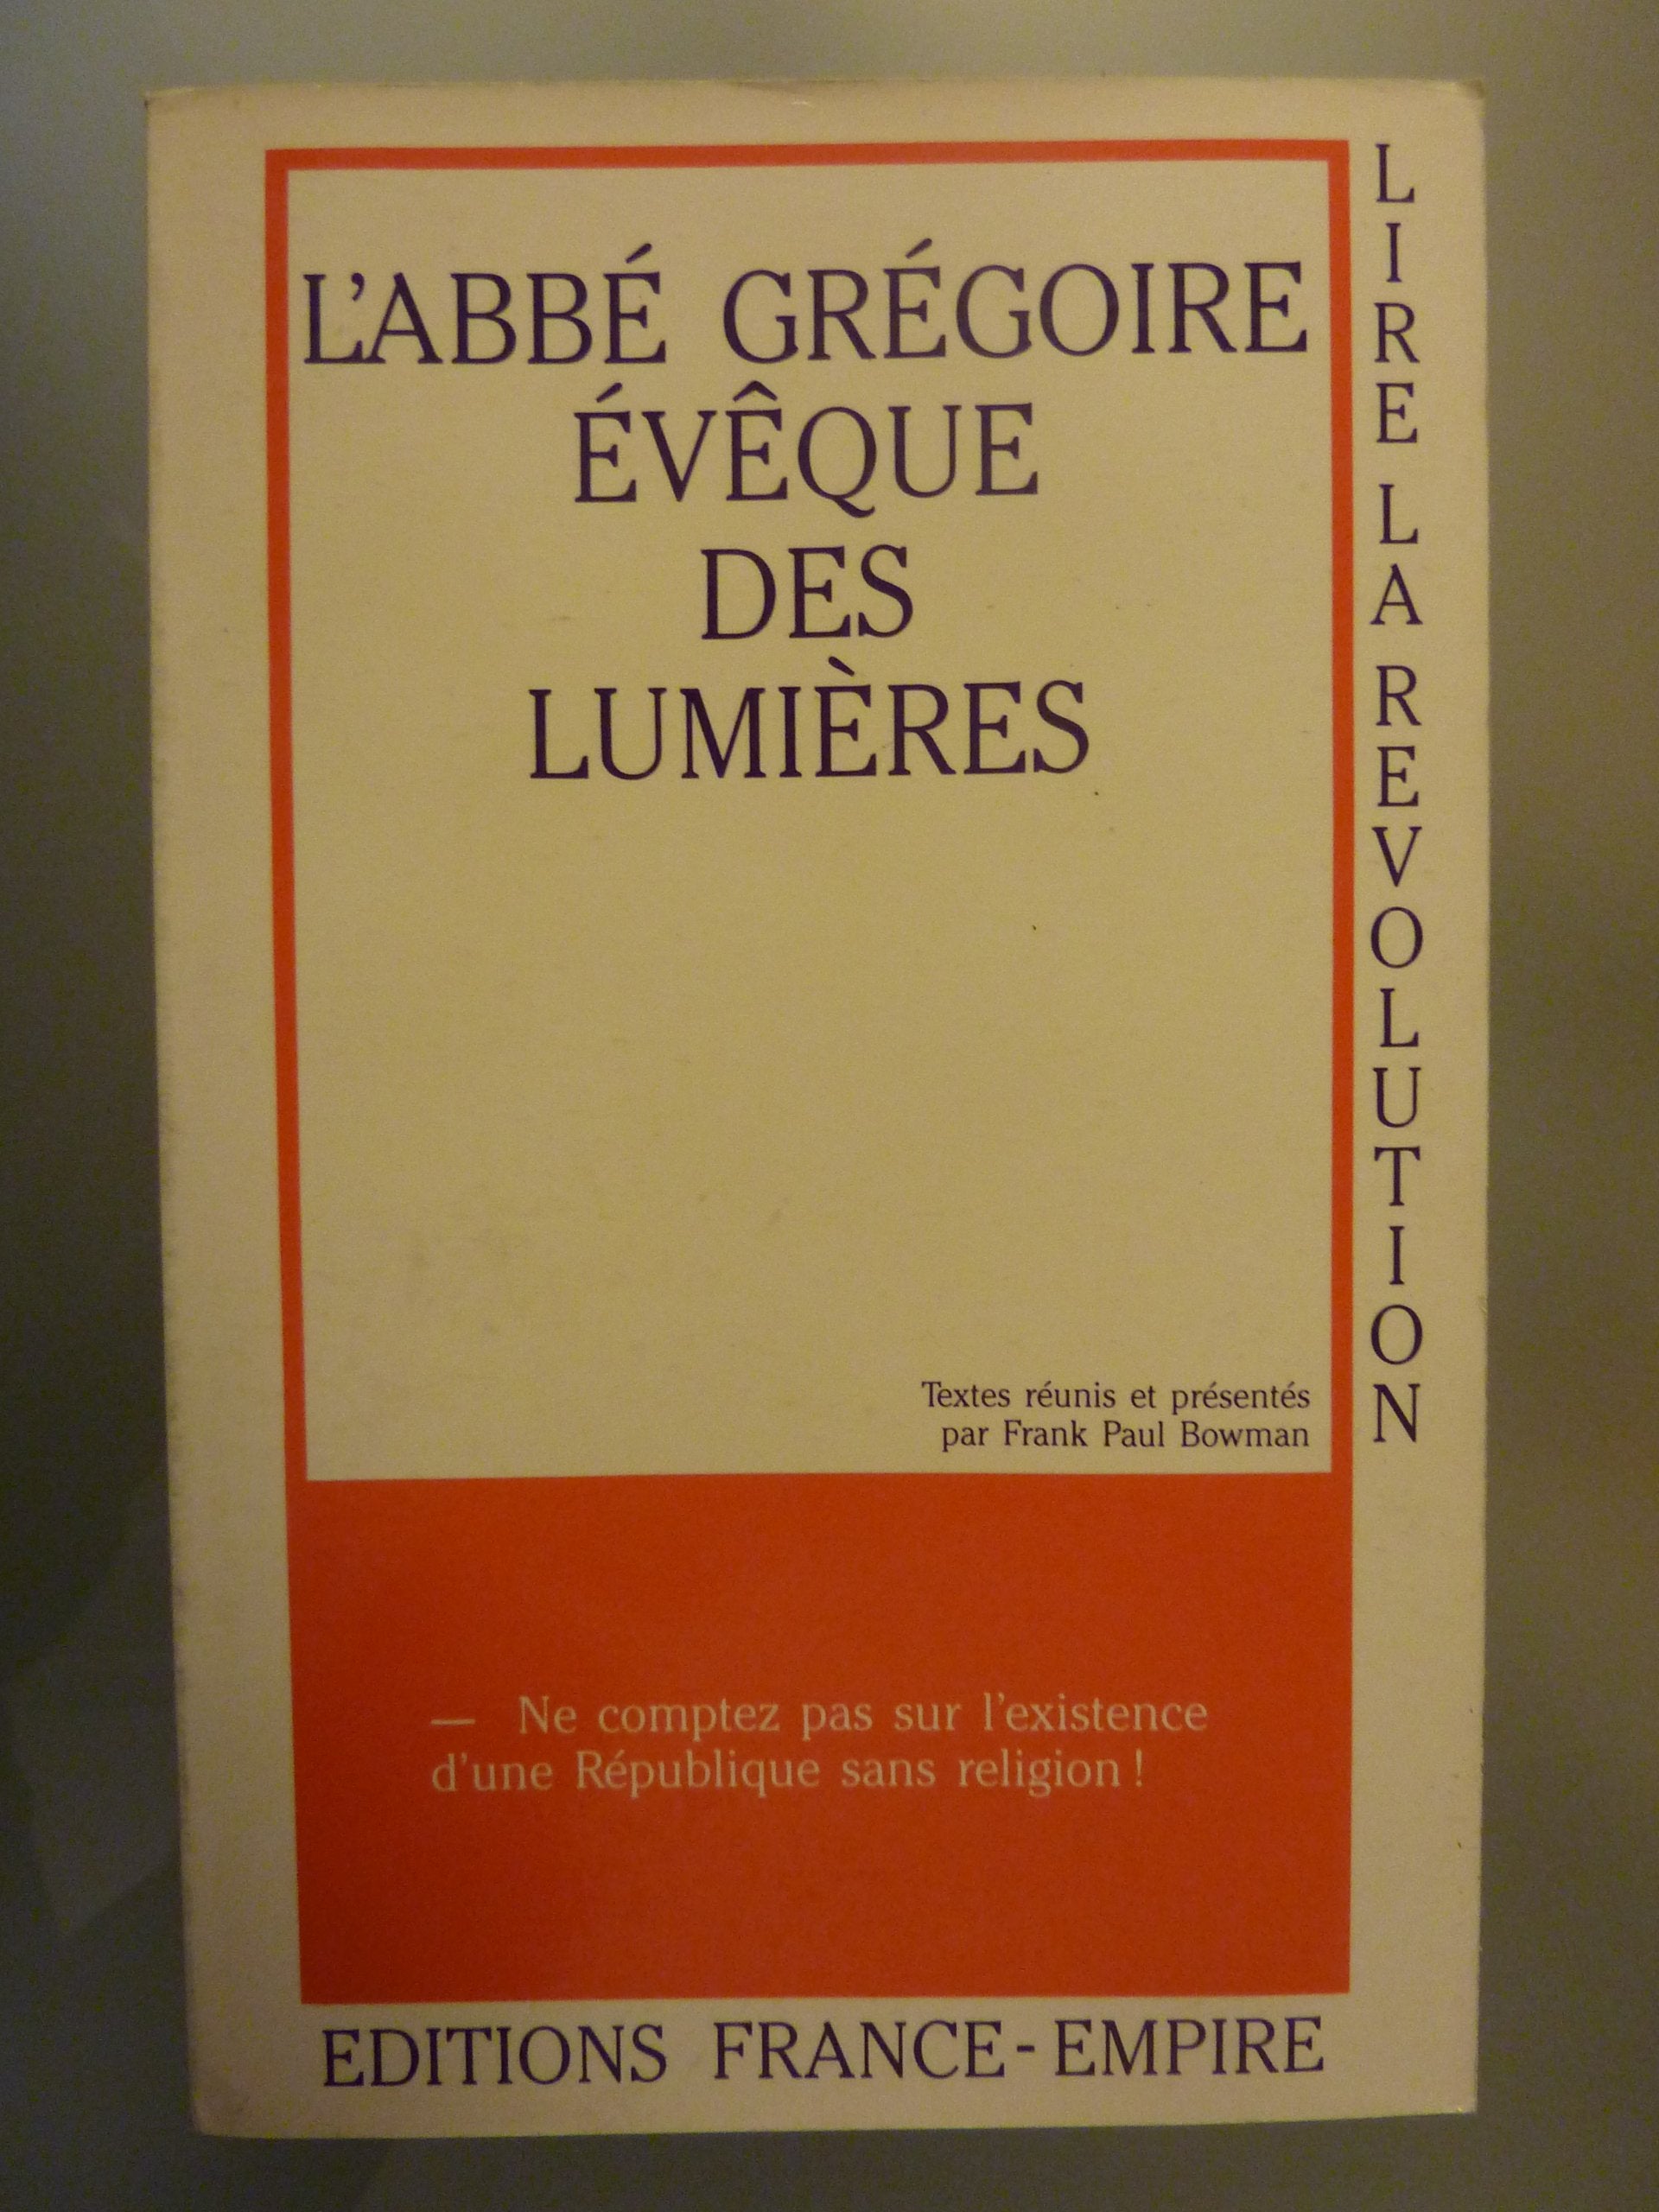 L'ABBÉ GRÉGOIRE
ÉVÊQUE
DES
LUMIÈRES
Textes réunis et présentés
par Frank Paul Bowman
— Ne comptez pas sur l'existence
d'une République sans religion !
EDITIONS FRANCE-EMPIRE
LIRE LA REVOLUTION